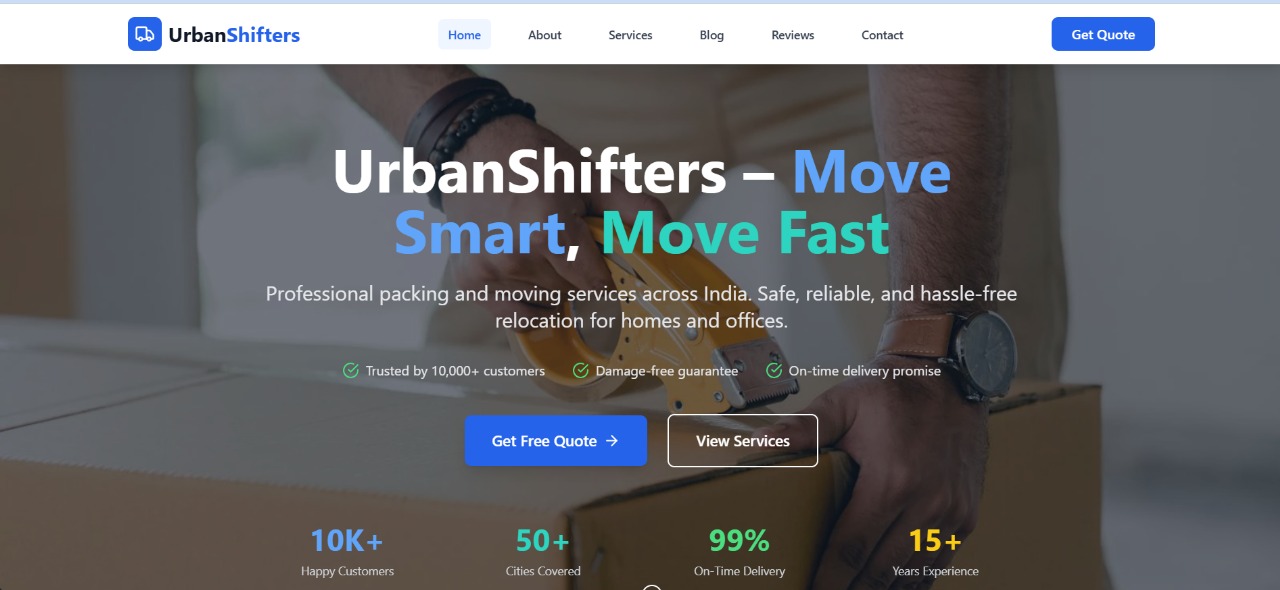 UrbanShifters
Home
About
Services
Blog
Reviews
Contact
Get Quote
UrbanShifters – Move
Smart, Move Fast
Professional packing and moving services across India. Safe, reliable, and hassle-free
relocation for homes and offices.
Trusted by 10,000+ customers
Damage-free guarantee
On-time delivery promise
Get Free Quote →
View Services
10K+
50+
99%
15+
Happy Customers
Cities Covered
On-Time Delivery
Years Experience